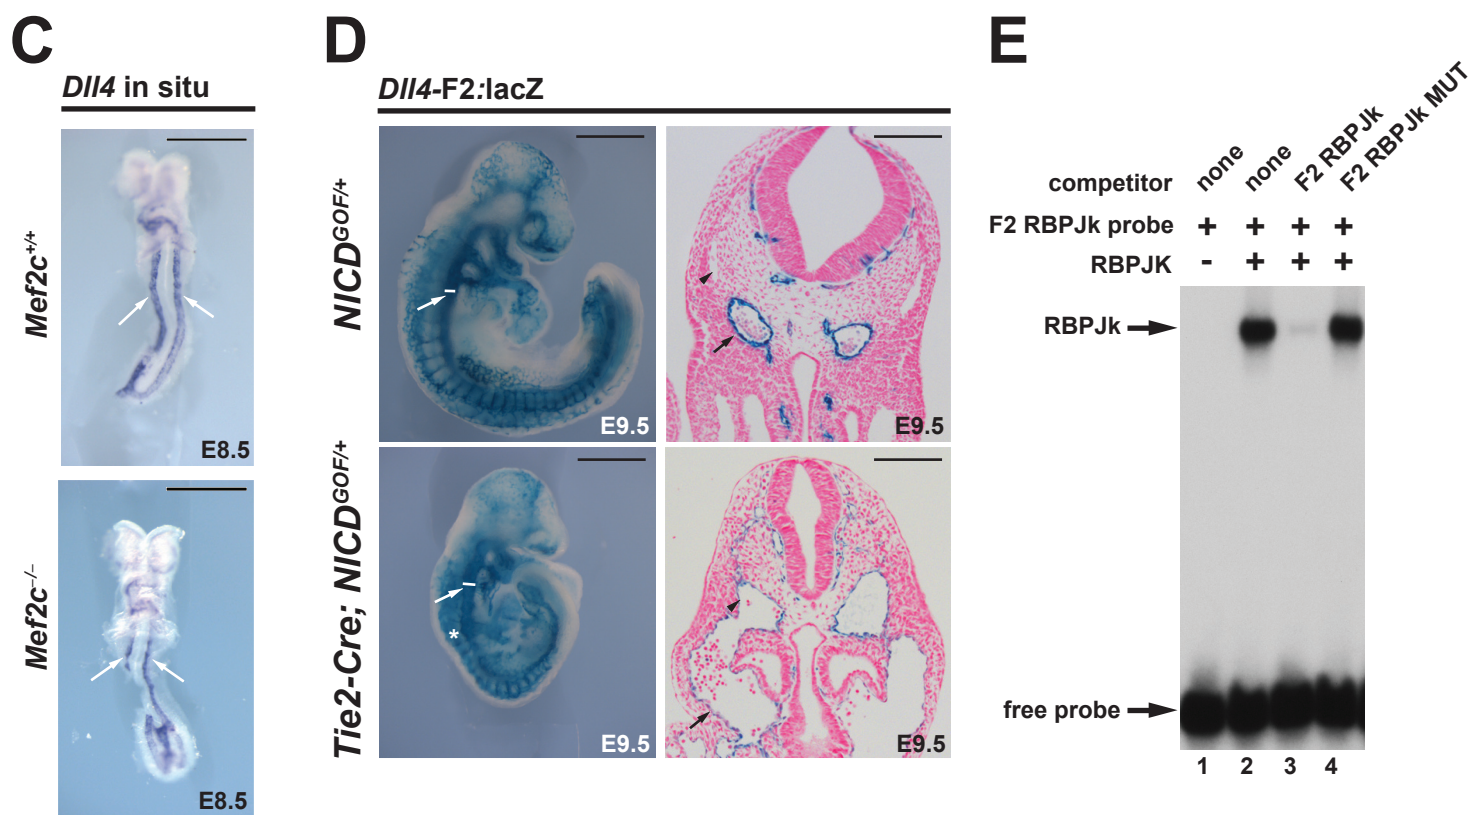 C
Dll4 in situ
Mef2c+/+
E8.5
Mef2c–/–
E8.5
D
Dll4-F2:lacZ
NICDGOF/+
E9.5
E9.5
Tie2-Cre; NICDGOF/+
*
E9.5
E9.5
E
competitor none none F2 RBPJk F2 RBPJk MUT
F2 RBPJk probe + + + +
RBPJK - + + +
RBPJk
free probe
1 2 3 4